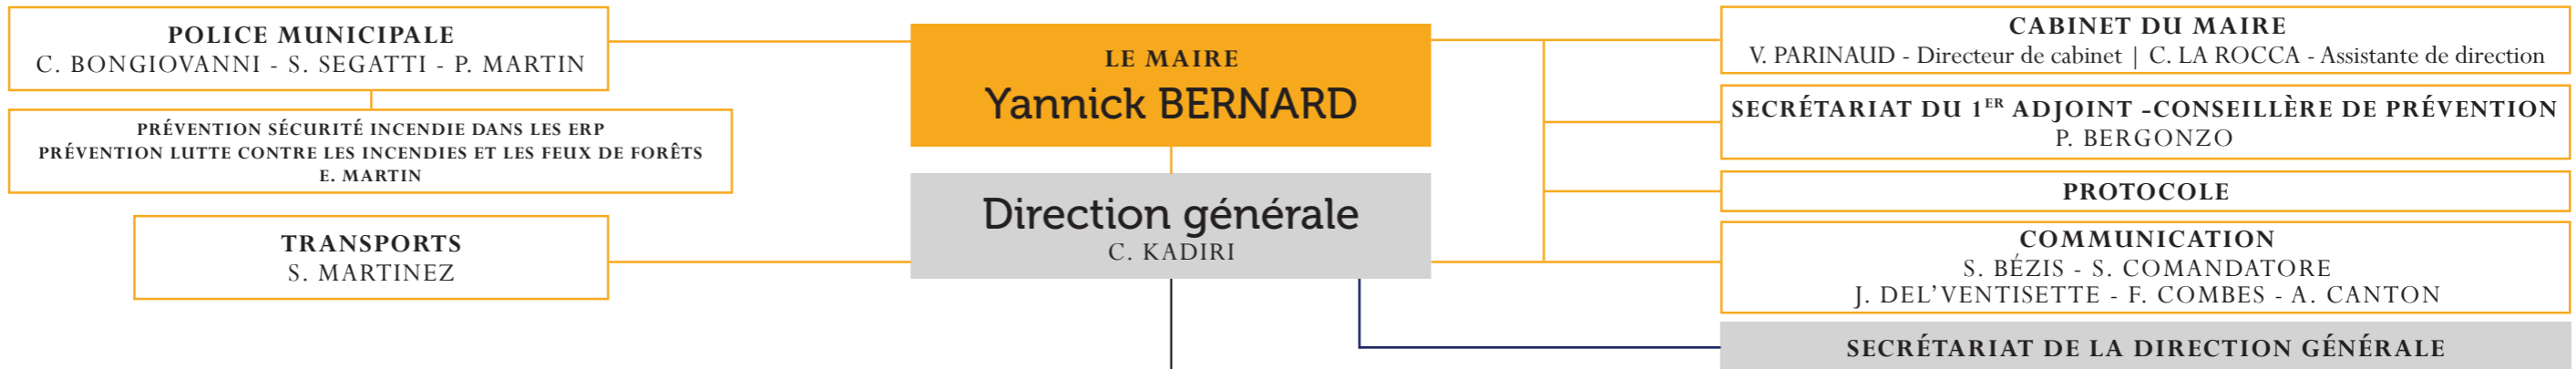 POLICE MUNICIPALE
C. BONGIOVANNI - S. SEGATTI - P. MARTIN
PRÉVENTION SÉCURITÉ INCENDIE DANS LES ERP
PRÉVENTION LUTTE CONTRE LES INCENDIES ET LES FEUX DE FORÊTS
E. MARTIN
TRANSPORTS
S. MARTINEZ
LE MAIRE
Yannick BERNARD
Direction générale
C. KADIRI
CABINET DU MAIRE
V. PARINAUD - Directeur de cabinet | C. LA ROCCA - Assistante de direction
SECRÉTARIAT DU 1ER ADJOINT -CONSEILLÈRE DE PRÉVENTION
P. BERGONZO
PROTOCOLE
COMMUNICATION
S. BÉZIS - S. COMANDATORE
J. DEL'VENTISETTE - F. COMBES - A. CANTON
SECRÉTARIAT DE LA DIRECTION GÉNÉRALE